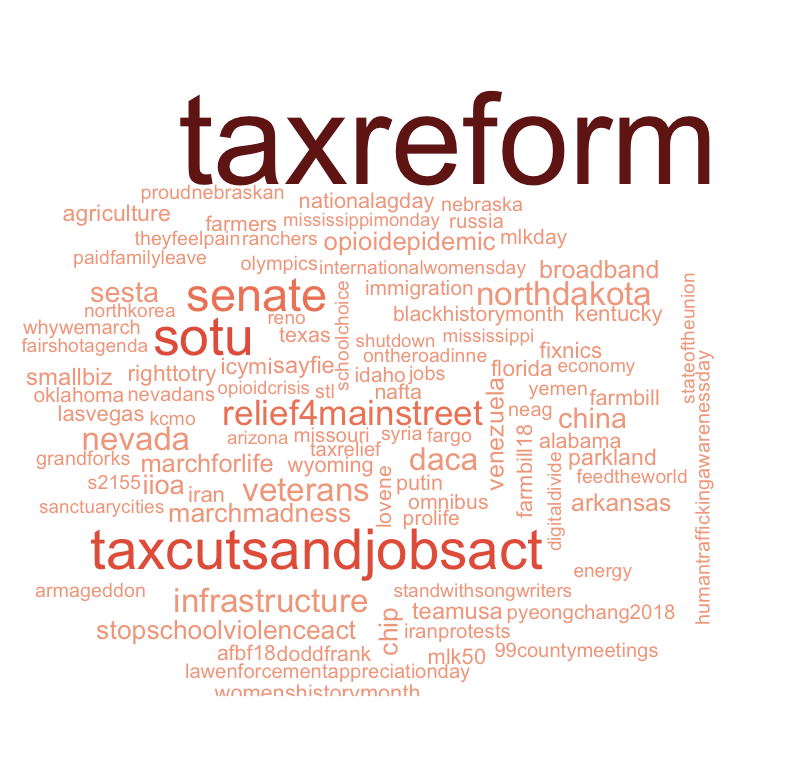 taxreform
proudnebraskan nationalagday nebraska
agriculture farmers mississippimonday russia
theyfeelpain ranchers opioidepidemic mlkday
paidfamilyleave olympics internationalwomensday broadband
sesta senate immigration northdakota
northkorea reno schoolchoice blackhistorymonth kentucky
stateoftheunion
whywemarch sotu texas shutdown mississippi
fairshotagenda ontheroadinne fixnics
smallbiz righttotry icymi sayfie idaho jobs florida economy
oklahoma nevadans opioidcrisis stl nafta yemen farmbill
lasvegas kcmo relief4mainstreet venezuela neag china
nevada arizona missouri syria fargo alabama
taxrelief
grandforks marchforlife wyoming daca farmbill18 parkland
s2155 iioa iran veterans lovene putin digitaldivide feedtheworld
humantraffickingawarenessday
sanctuarycities marchmadness omnibus arkansas
prolife
taxcutsandjobsact
energy
armageddon infrastructure standwithsongwriters
chip teamusa pyeongchang2018
stopschoolviolenceact iranprotests
afbf18 doddfrank mlk50 99countymeetings
lawenforcementappreciationday
womenshistorymonth